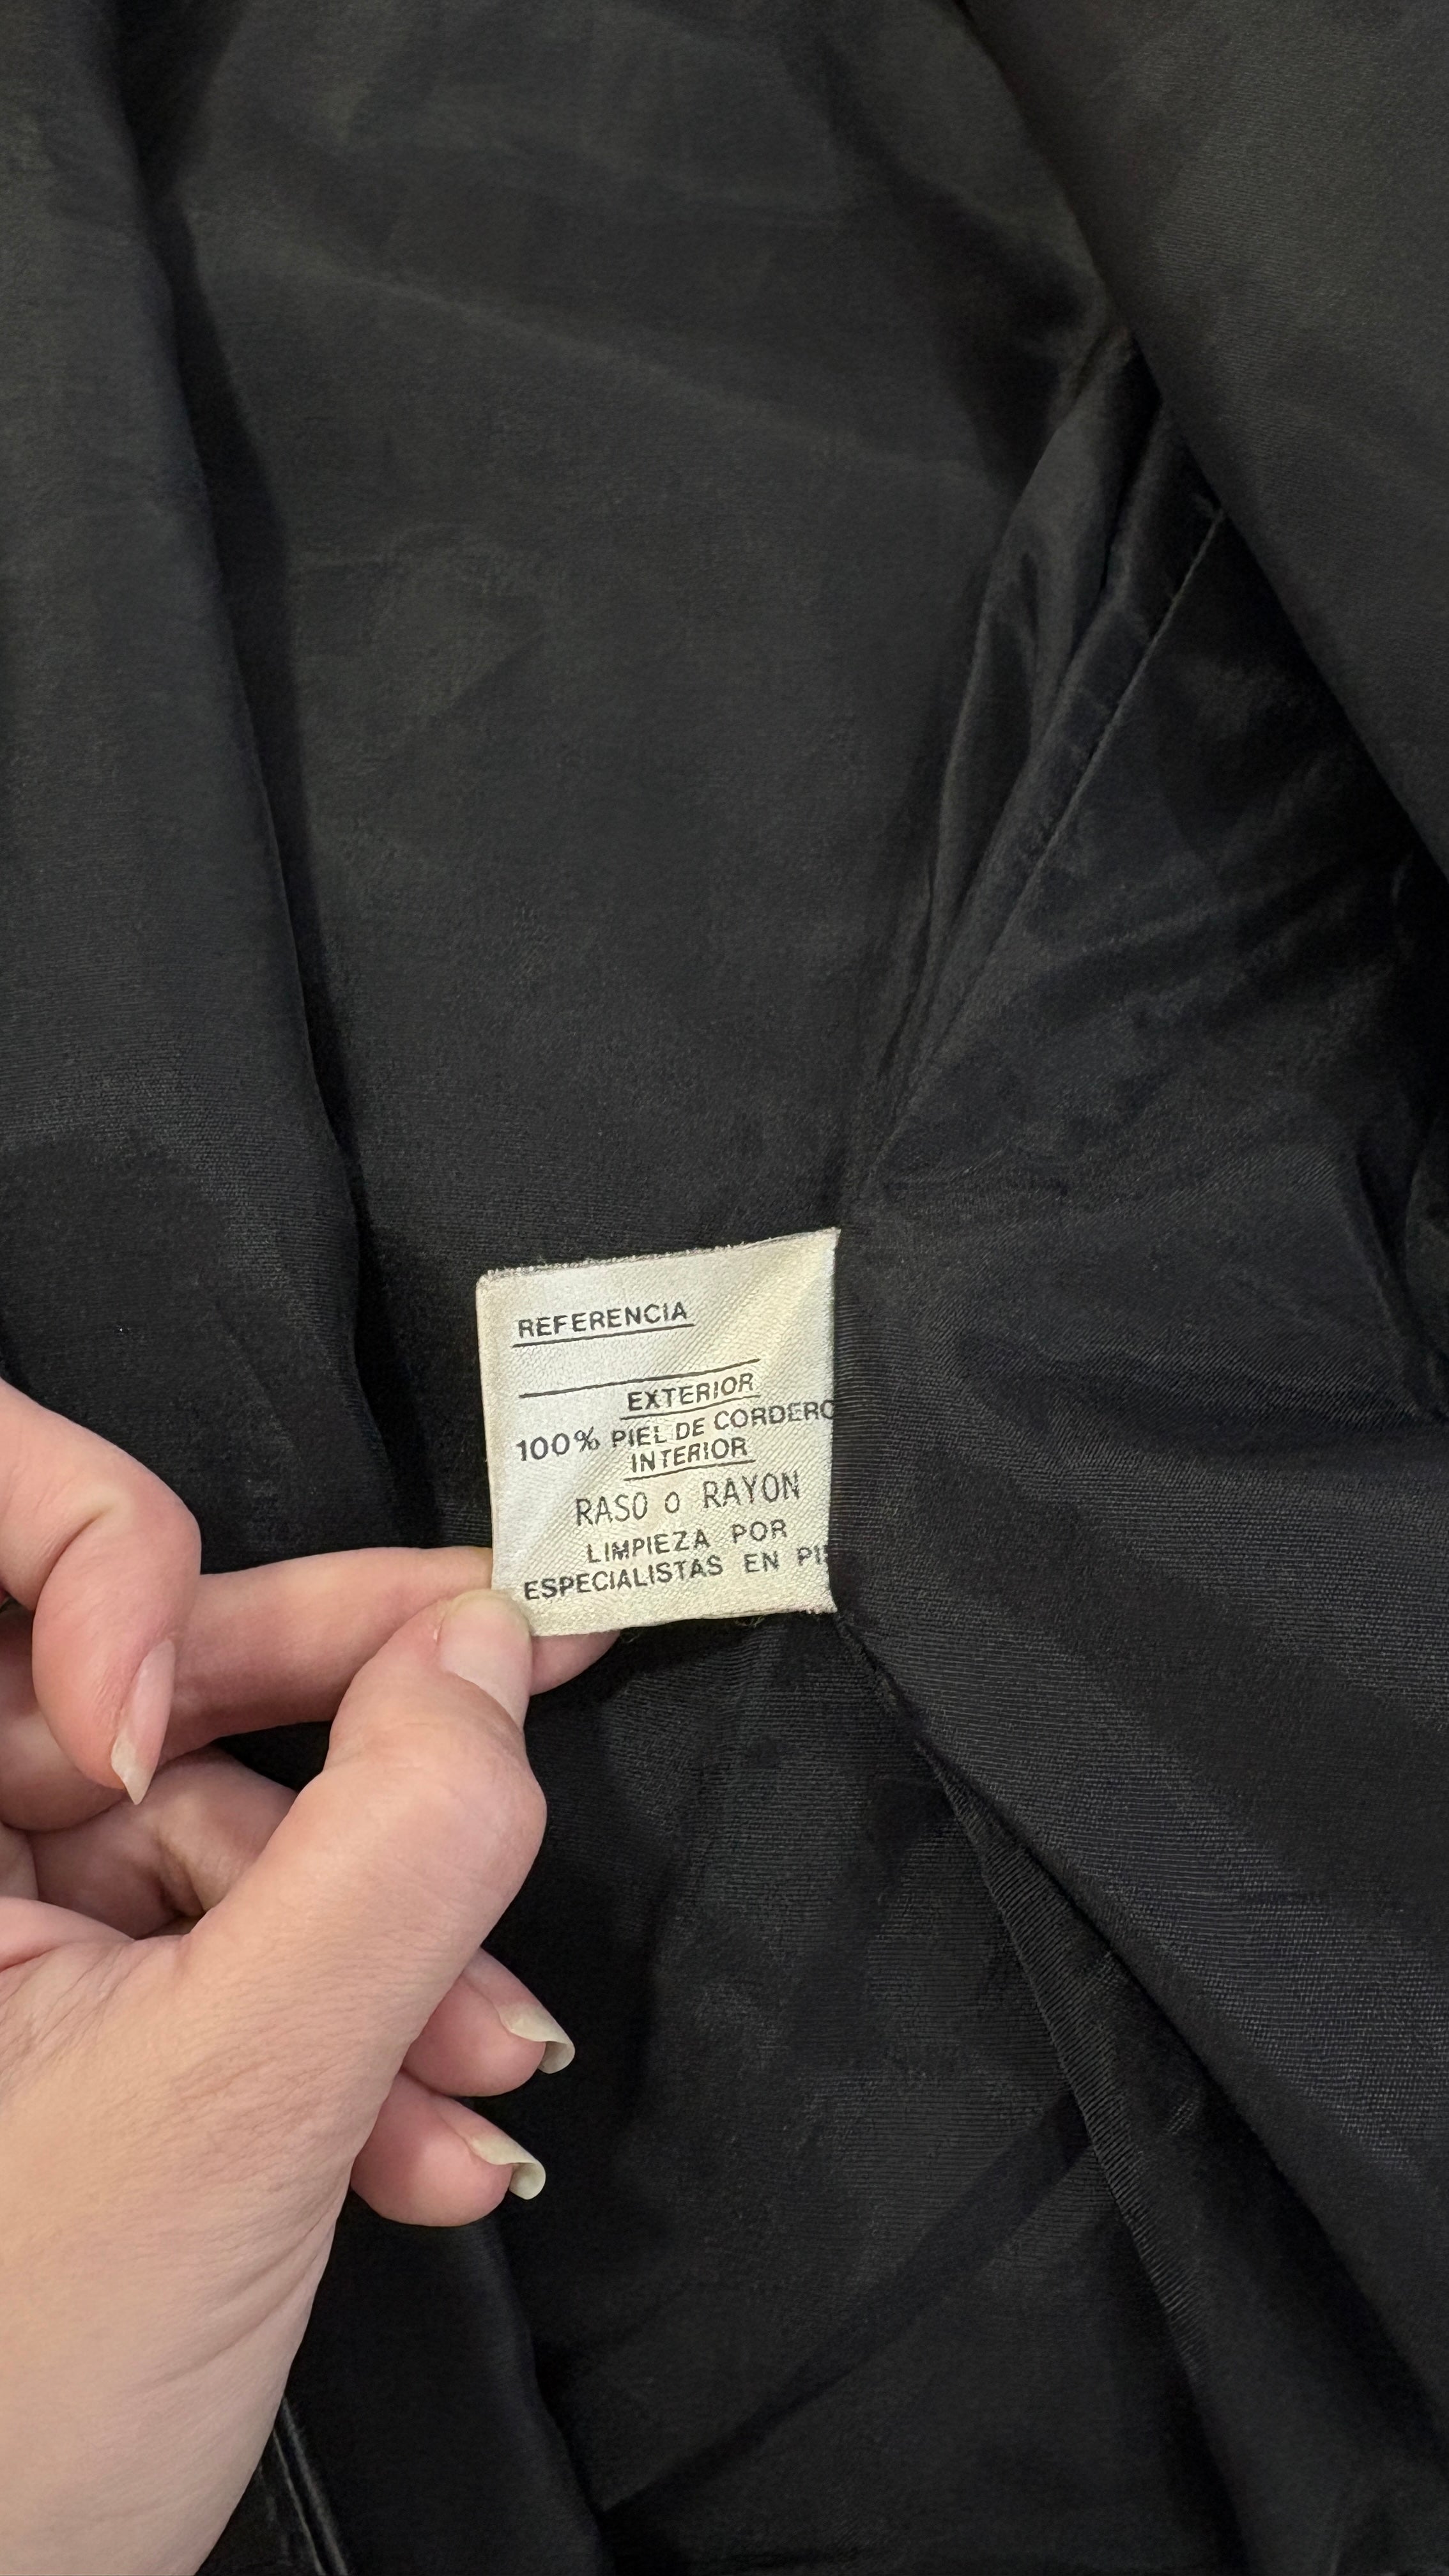 REFERENCIA
EXTERIOR
100% PIEL DE CORDERO
INTERIOR
RASO o RAYON
LIMPIEZA POR
ESPECIALISTAS EN